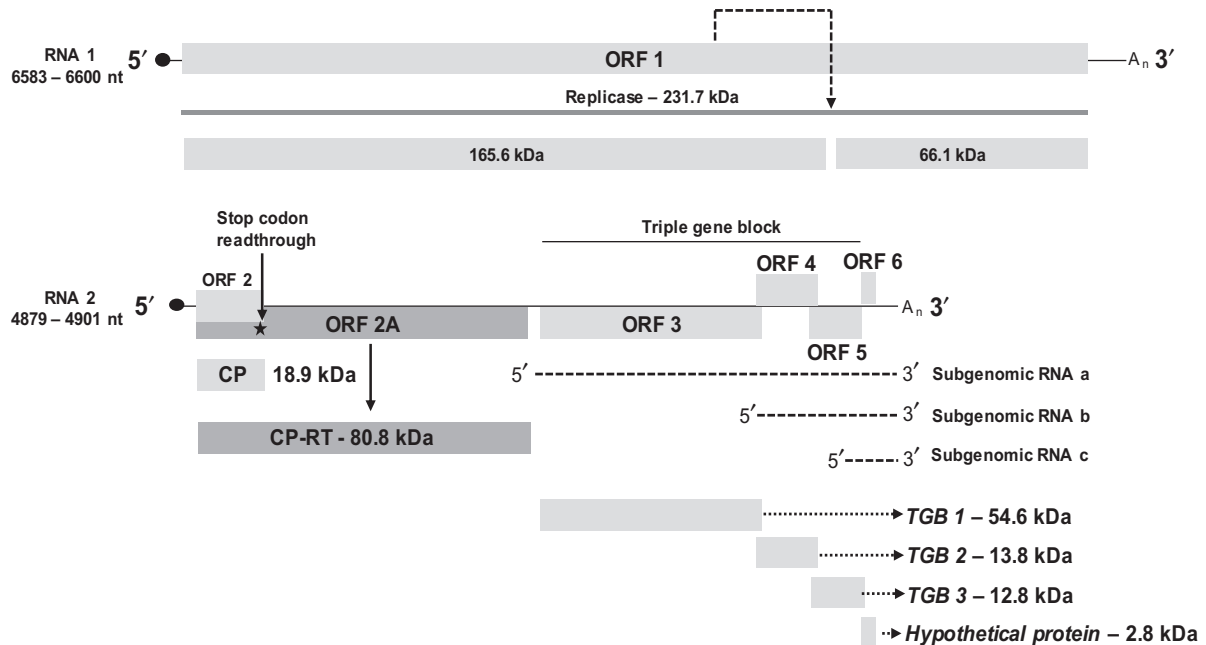 RNA 1
6583 – 6600 nt
5′
ORF 1
An 3′
Replicase – 231.7 kDa
165.6 kDa
66.1 kDa
Stop codon
readthrough
Triple gene block
ORF 2
ORF 4
ORF 6
RNA 2
4879 – 4901 nt
5′
An 3′
ORF 2A
ORF 3
ORF 5
CP
18.9 kDa
5′
3′
Subgenomic RNA a
5′
3′
Subgenomic RNA b
CP-RT - 80.8 kDa
5′
3′
Subgenomic RNA c
TGB 1 – 54.6 kDa
TGB 2 – 13.8 kDa
TGB 3 – 12.8 kDa
Hypothetical protein – 2.8 kDa